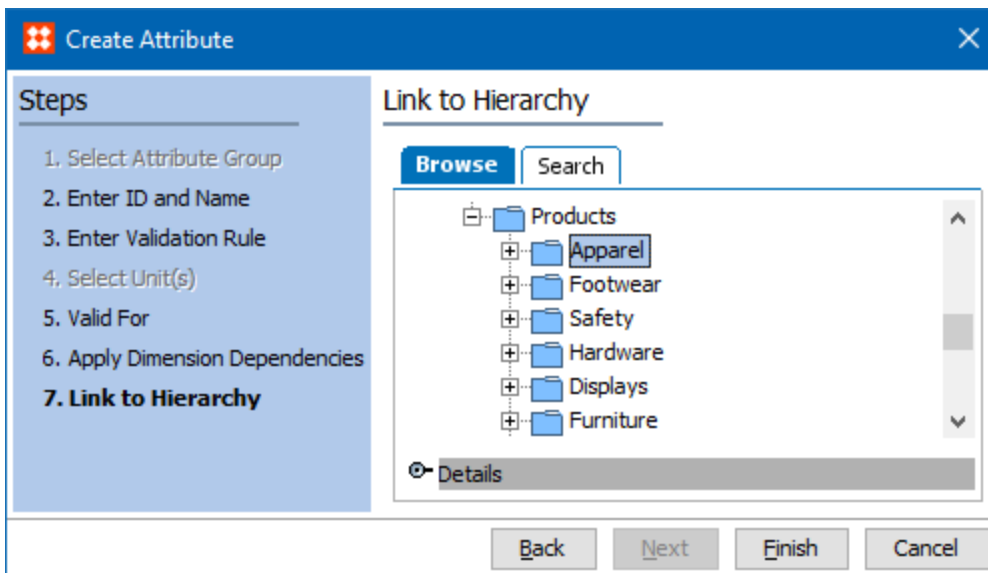 Create Attribute
Steps
1. Select Attribute Group
2. Enter ID and Name
3. Enter Validation Rule
4. Select Unit(s)
5. Valid For
6. Apply Dimension Dependencies
7. Link to Hierarchy
Link to Hierarchy
Browse Search
Products
Apparel
Footwear
Safety
Hardware
Displays
Furniture
Details
Back Next Finish Cancel